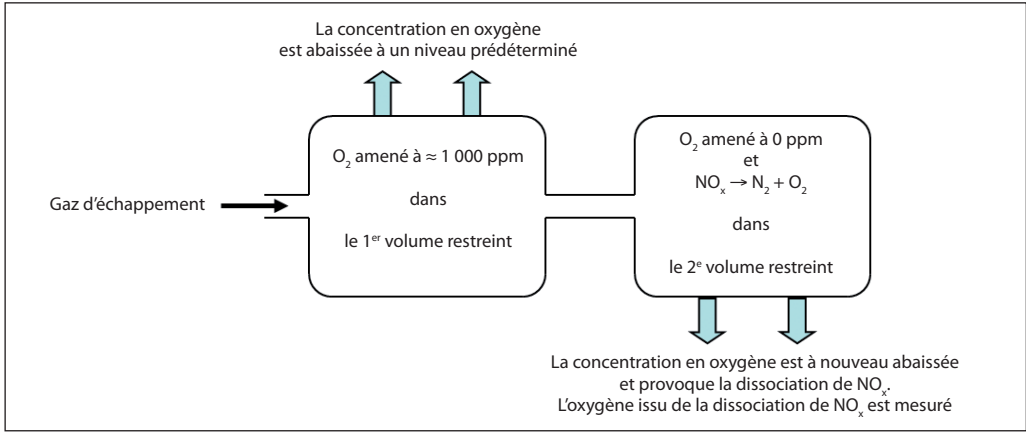 La concentration en oxygène
est abaissée à un niveau prédéterminé
O₂ amené à ≈ 1 000 ppm
dans
le 1ᵉʳ volume restreint
Gaz d’échappement
O₂ amené à 0 ppm
et
NOₓ → N₂ + O₂
dans
le 2ᵉ volume restreint
La concentration en oxygène est à nouveau abaissée
et provoque la dissociation de NOₓ.
L’oxygène issu de la dissociation de NOₓ est mesuré